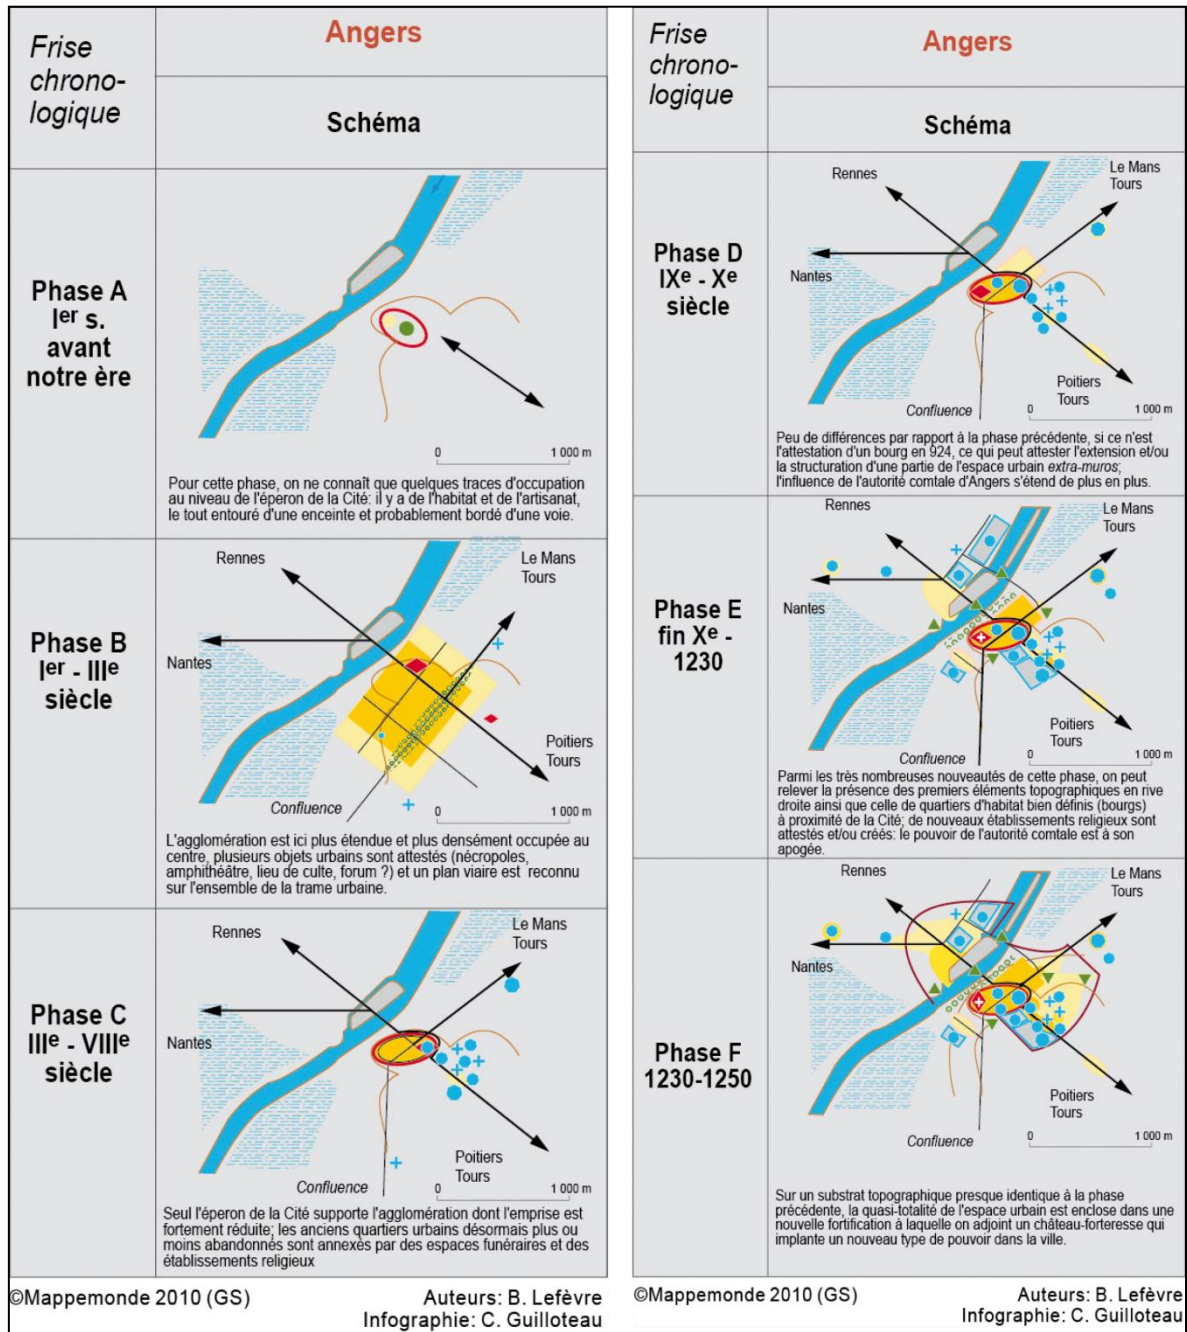 Frise
chrono-
logique
Angers
Schéma
Phase A
Ier s.
avant
notre ère
0 1 000 m
Pour cette phase, on ne connaît que quelques traces d'occupation
au niveau de l'éperon de la Cité: il y a de l'habitat et de l'artisanat,
le tout entouré d'une enceinte et probablement bordé d'une voie.
Phase B
Ier - IIIe
siècle
Rennes
Le Mans
Tours
Nantes
Poitiers
Tours
Confluence
0 1 000 m
L'agglomération est ici plus étendue et plus densément occupée au
centre, plusieurs objets urbains sont attestés (nécropoles,
amphithéâtre, lieu de culte, forum ?) et un plan viaire est reconnu
sur l'ensemble de la trame urbaine.
Phase C
IIIe - VIIIe
siècle
Rennes
Le Mans
Tours
Nantes
Poitiers
Tours
Confluence
0 1 000 m
Seul l'éperon de la Cité supporte l'agglomération dont l'emprise est
fortement réduite; les anciens quartiers urbains désormais plus ou
moins abandonnés sont annexés par des espaces funéraires et des
établissements religieux
©Mappemonde 2010 (GS)
Auteurs: B. Lefèvre
Infographie: C. Guilloteau
Frise
chrono-
logique
Angers
Schéma
Phase D
IXe - Xe
siècle
Rennes
Le Mans
Tours
Nantes
Poitiers
Tours
Confluence
0 1 000 m
Peu de différences par rapport à la phase précédente, si ce n'est
l'attestation d'un bourg en 924, ce qui peut attester l'extension et/ou
la structuration d'une partie de l'espace urbain extra-muros;
l'influence de l'autorité comtale d'Angers s'étend de plus en plus.
Phase E
fin Xe -
1230
Rennes
Le Mans
Tours
Nantes
Poitiers
Tours
Confluence
0 1 000 m
Parmi les très nombreuses nouveautés de cette phase, on peut
relever la présence des premiers éléments topographiques en rive
droite ainsi que celle de quartiers d'habitat bien définis (bourgs)
à proximité de la Cité; de nouveaux établissements religieux sont
attestés et/ou créés: le pouvoir de l'autorité comtale est à son
apogée.
Phase F
1230-1250
Rennes
Le Mans
Tours
Nantes
Poitiers
Tours
Confluence
0 1 000 m
Sur un substrat topographique presque identique à la phase
précédente, la quasi-totalité de l'espace urbain est enclose dans une
nouvelle fortification à laquelle on adjoint un château-forteresse qui
implante un nouveau type de pouvoir dans la ville.
©Mappemonde 2010 (GS)
Auteurs: B. Lefèvre
Infographie: C. Guilloteau